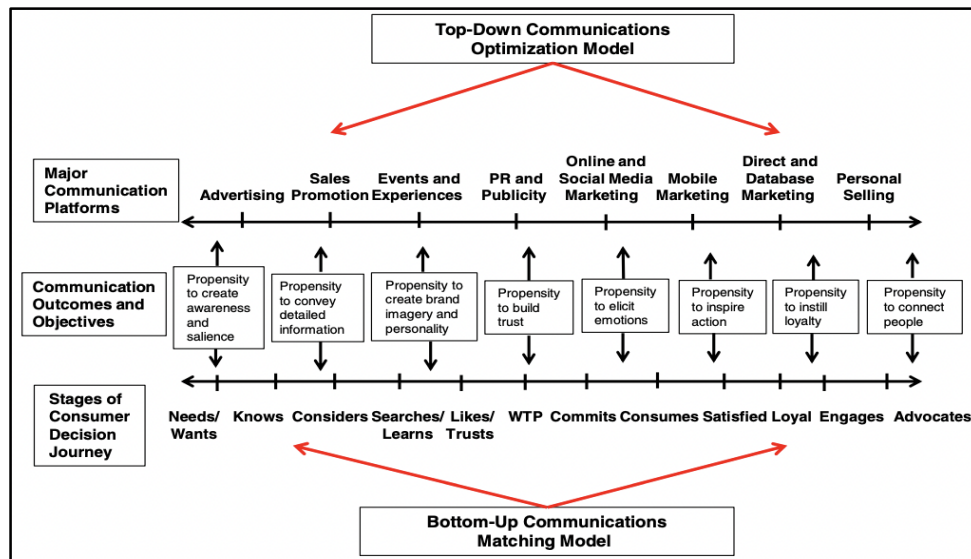 Top-Down Communications
Optimization Model
Major
Communication
Platforms
Advertising
Sales
Promotion
Events and
Experiences
PR and
Publicity
Online and
Social Media
Marketing
Mobile
Marketing
Direct and
Database
Marketing
Personal
Selling
Communication
Outcomes and
Objectives
Propensity
to create
awareness
and
salience
Propensity
to convey
detailed
information
Propensity to
create brand
imagery and
personality
Propensity
to build
trust
Propensity
to elicit
emotions
Propensity
to inspire
action
Propensity
to instill
loyalty
Propensity
to connect
people
Stages of
Consumer
Decision
Journey
Needs/
Wants
Knows
Considers
Searches/
Learns
Likes/
Trusts
WTP
Commits
Consumes
Satisfied
Loyal
Engages
Advocates
Bottom-Up Communications
Matching Model